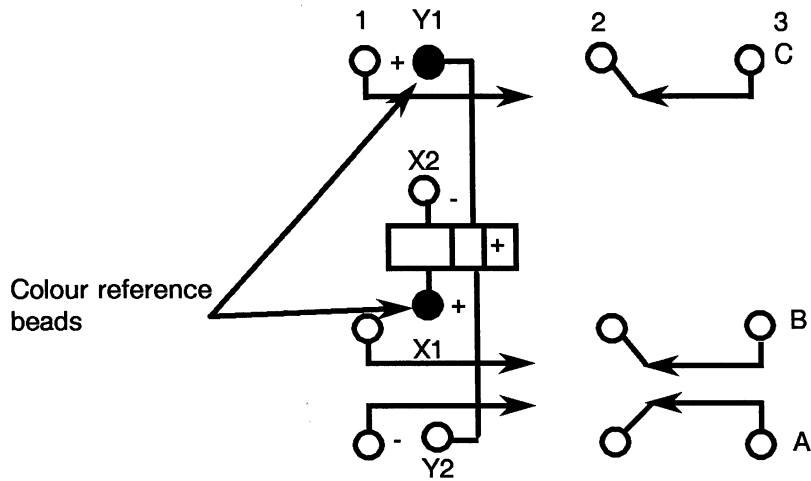 1 Y1 2 3
+ C
X2
-
+
Colour reference
beads
+
B
X1
-
A
Y2